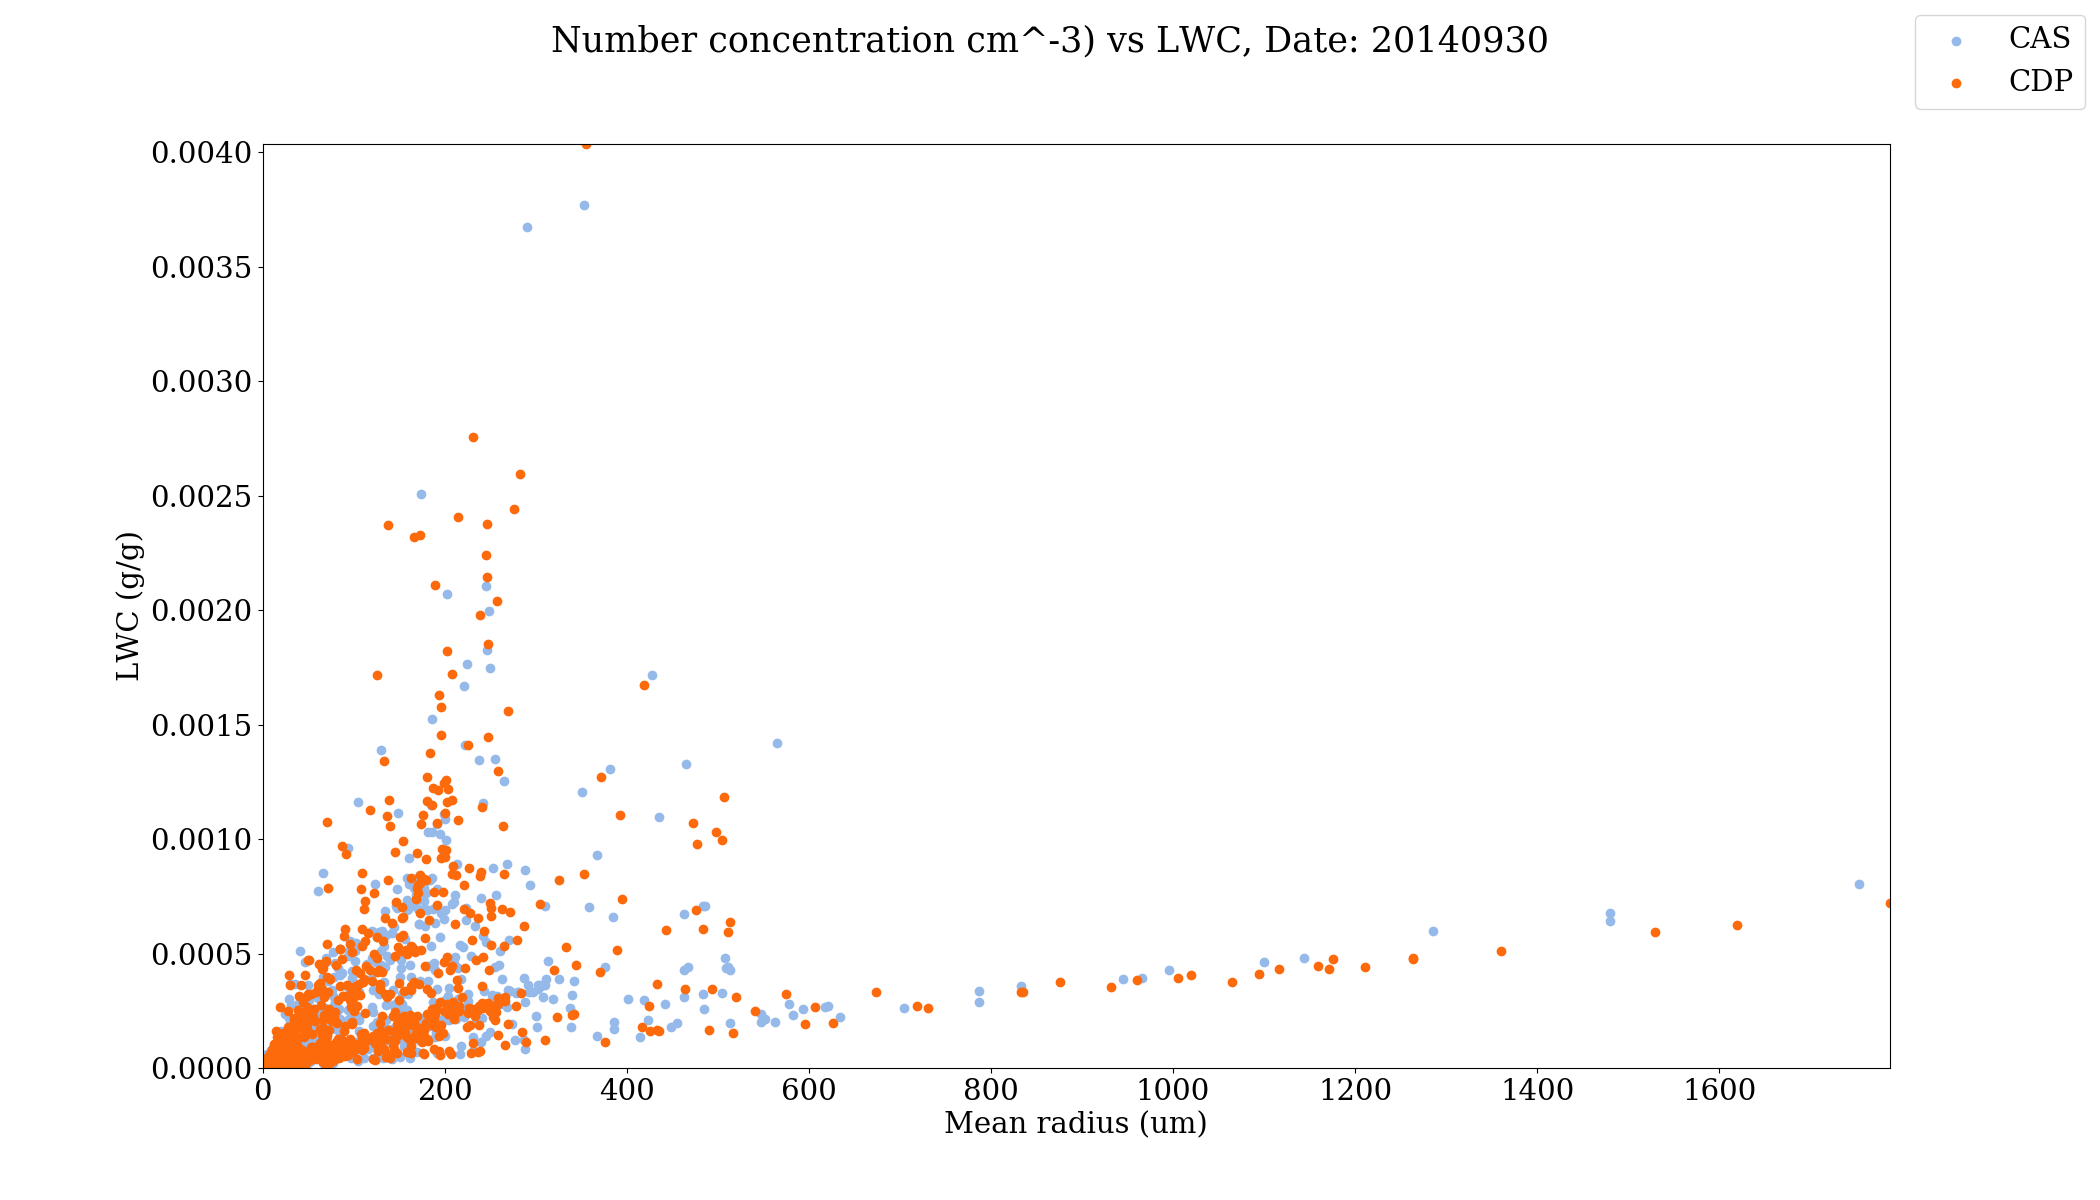 Number concentration cm^-3) vs LWC, Date: 20140930
CAS
CDP
0.0040
0.0035
0.0030
0.0025
0.0020
0.0015
0.0010
0.0005
0.0000
LWC (g/g)
0 200 400 600 800 1000 1200 1400 1600
Mean radius (um)